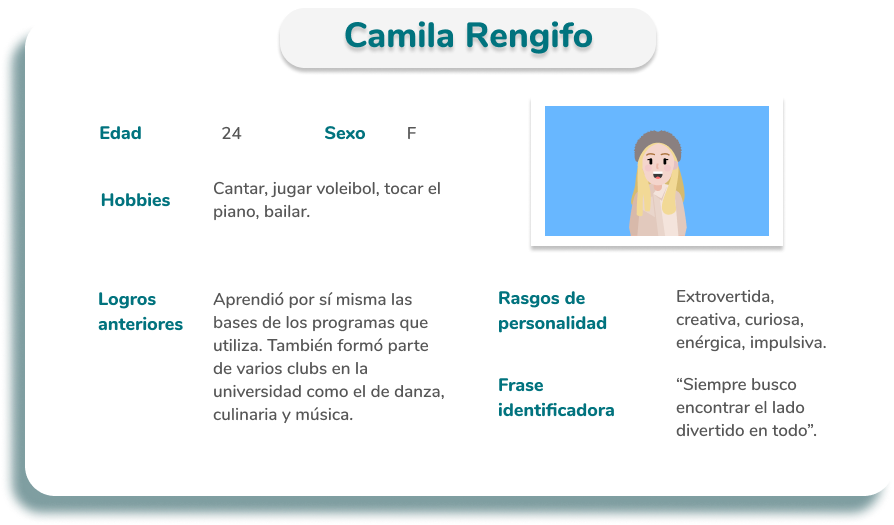 Camila Rengifo
Edad 24 Sexo F
Hobbies
Cantar, jugar voleibol, tocar el
piano, bailar.
Logros
anteriores
Aprendió por sí misma las
bases de los programas que
utiliza. También formó parte
de varios clubs en la
universidad como el de danza,
culinaria y música.
Rasgos de
personalidad
Extrovertida,
creativa, curiosa,
enérgica, impulsiva.
Frase
identificadora
“Siempre busco
encontrar el lado
divertido en todo”.